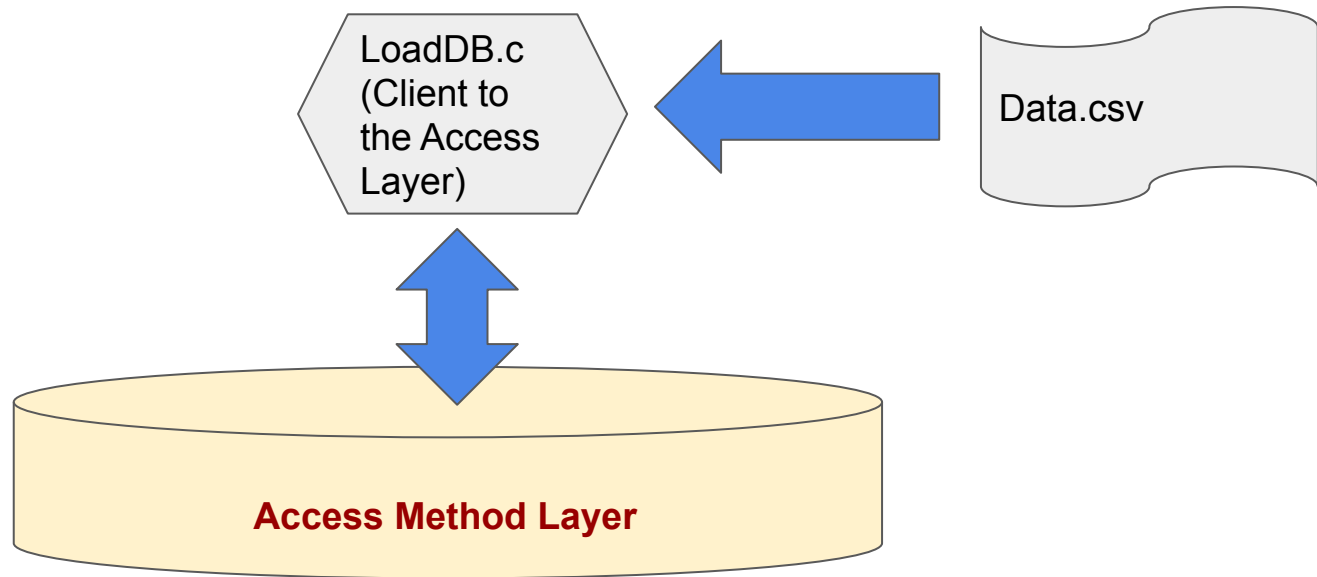 LoadDB.c
(Client to
the Access
Layer)
Data.csv
Access Method Layer